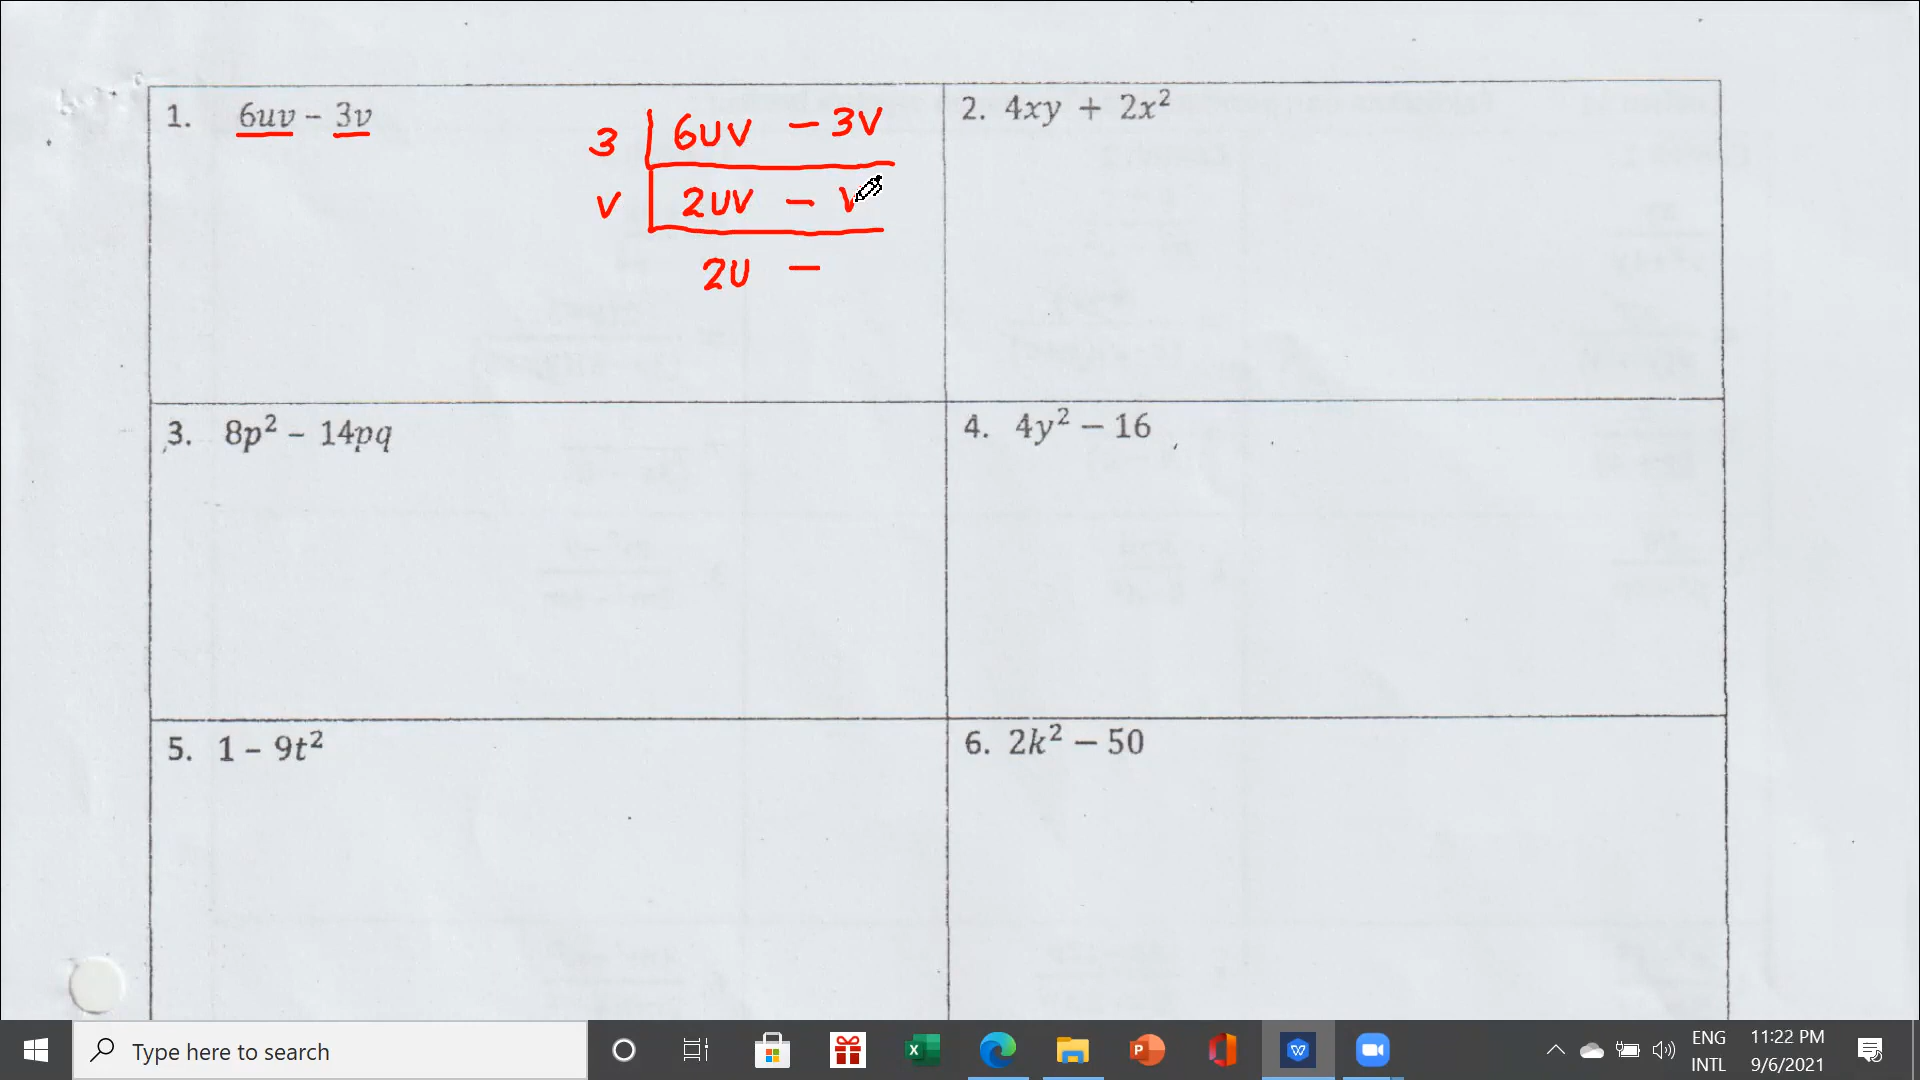 1. 6uv – 3v
3 | 6UV – 3V
V | 2UV – V
2U –
2. 4xy + 2x²
3. 8p² – 14pq
4. 4y² – 16
5. 1 – 9t²
6. 2k² – 50
Type here to search
ENG
INTL
11:22 PM
9/6/2021